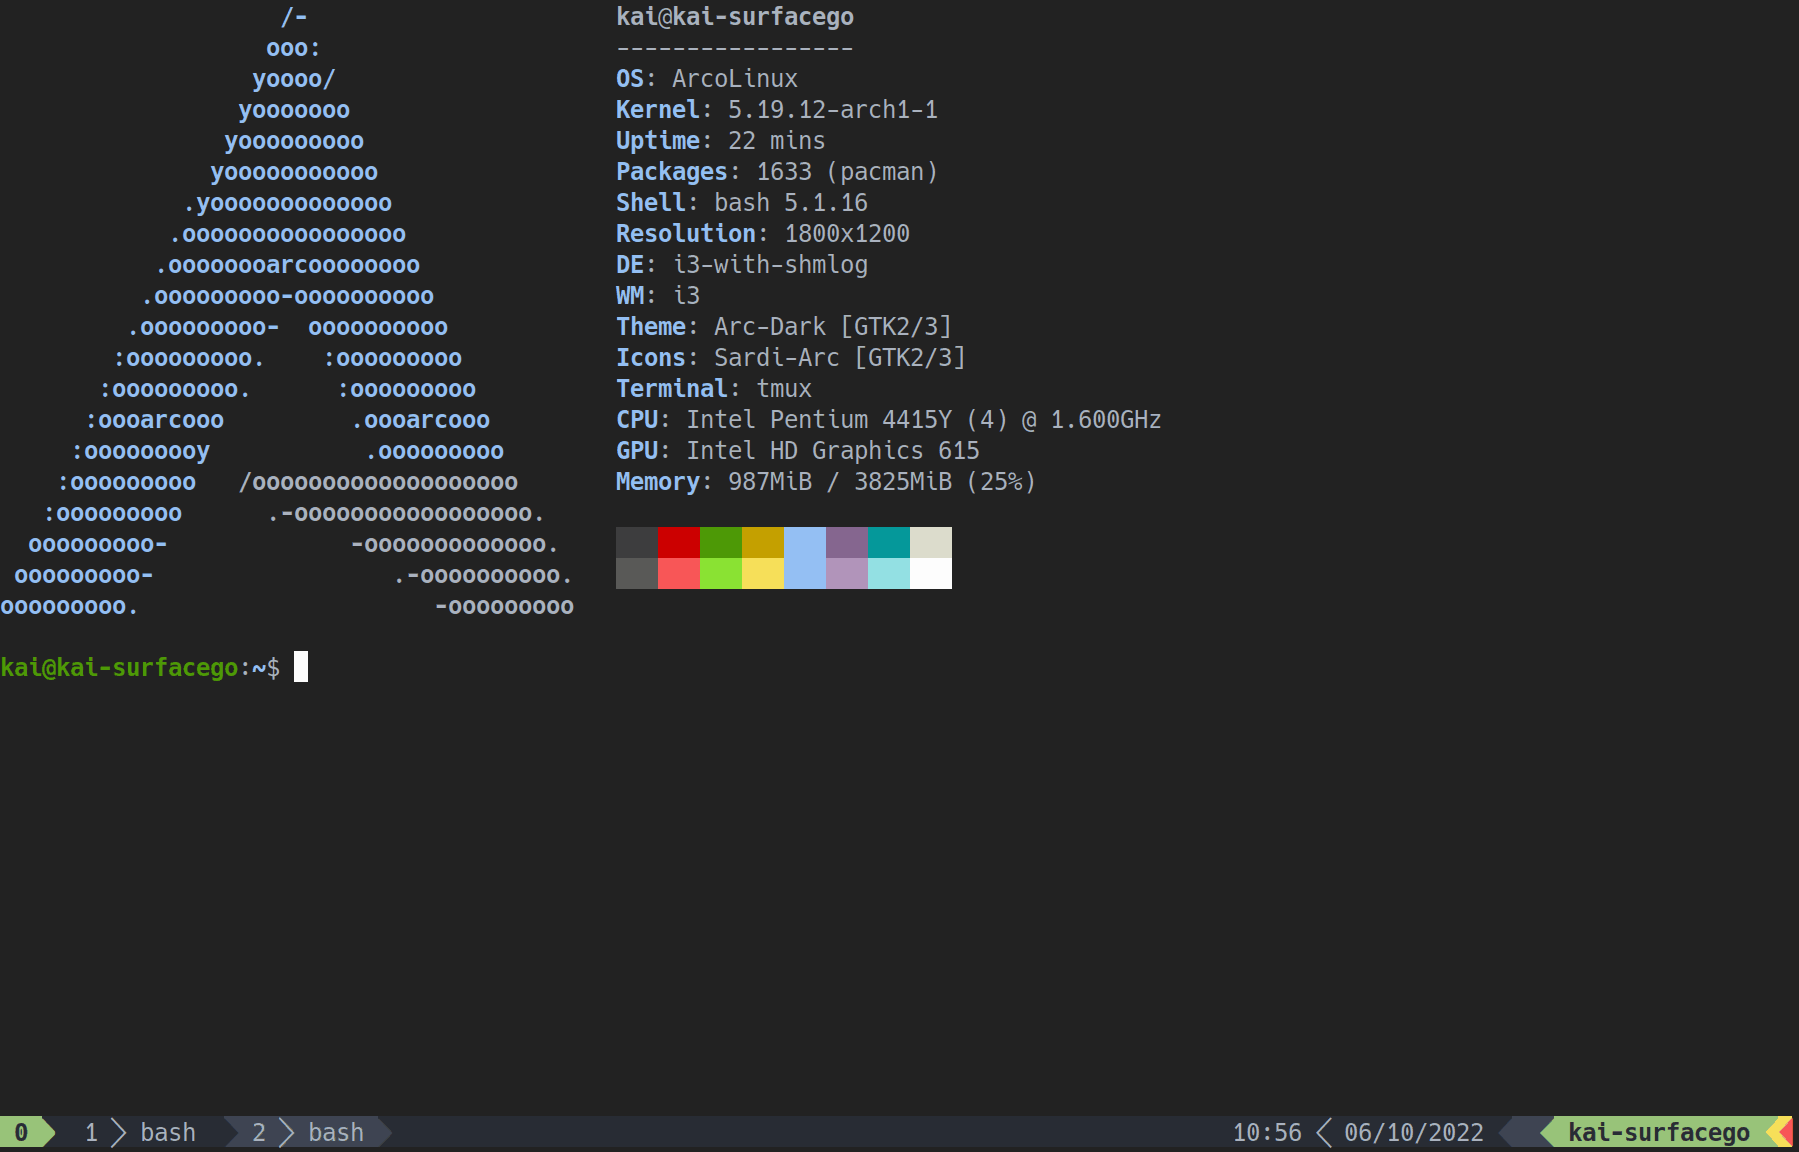 /-
ooo:
yoooo/
yooooooo
yooooooooo
yooooooooooo
.yooooooooooooo
.oooooooooooooooo
.oooooooarcoooooooo
.ooooooooo-oooooooooo
.ooooooooo-  oooooooooo
:ooooooooo.    :ooooooooo
:ooooooooo.      :ooooooooo
:oooarcooo         .oooarcooo
:ooooooooy           .ooooooooo
:ooooooooo   /ooooooooooooooooooo
:ooooooooo      .-ooooooooooooooooo.
ooooooooo-             -ooooooooooooo.
ooooooooo-                 .-oooooooooo.
ooooooooo.                     -ooooooooo
kai@kai-surfacego
-----------------
OS: ArcoLinux
Kernel: 5.19.12-arch1-1
Uptime: 22 mins
Packages: 1633 (pacman)
Shell: bash 5.1.16
Resolution: 1800x1200
DE: i3-with-shmlog
WM: i3
Theme: Arc-Dark [GTK2/3]
Icons: Sardi-Arc [GTK2/3]
Terminal: tmux
CPU: Intel Pentium 4415Y (4) @ 1.600GHz
GPU: Intel HD Graphics 615
Memory: 987MiB / 3825MiB (25%)
kai@kai-surfacego:~$
0 1 bash 2 bash 10:56 06/10/2022 kai-surfacego